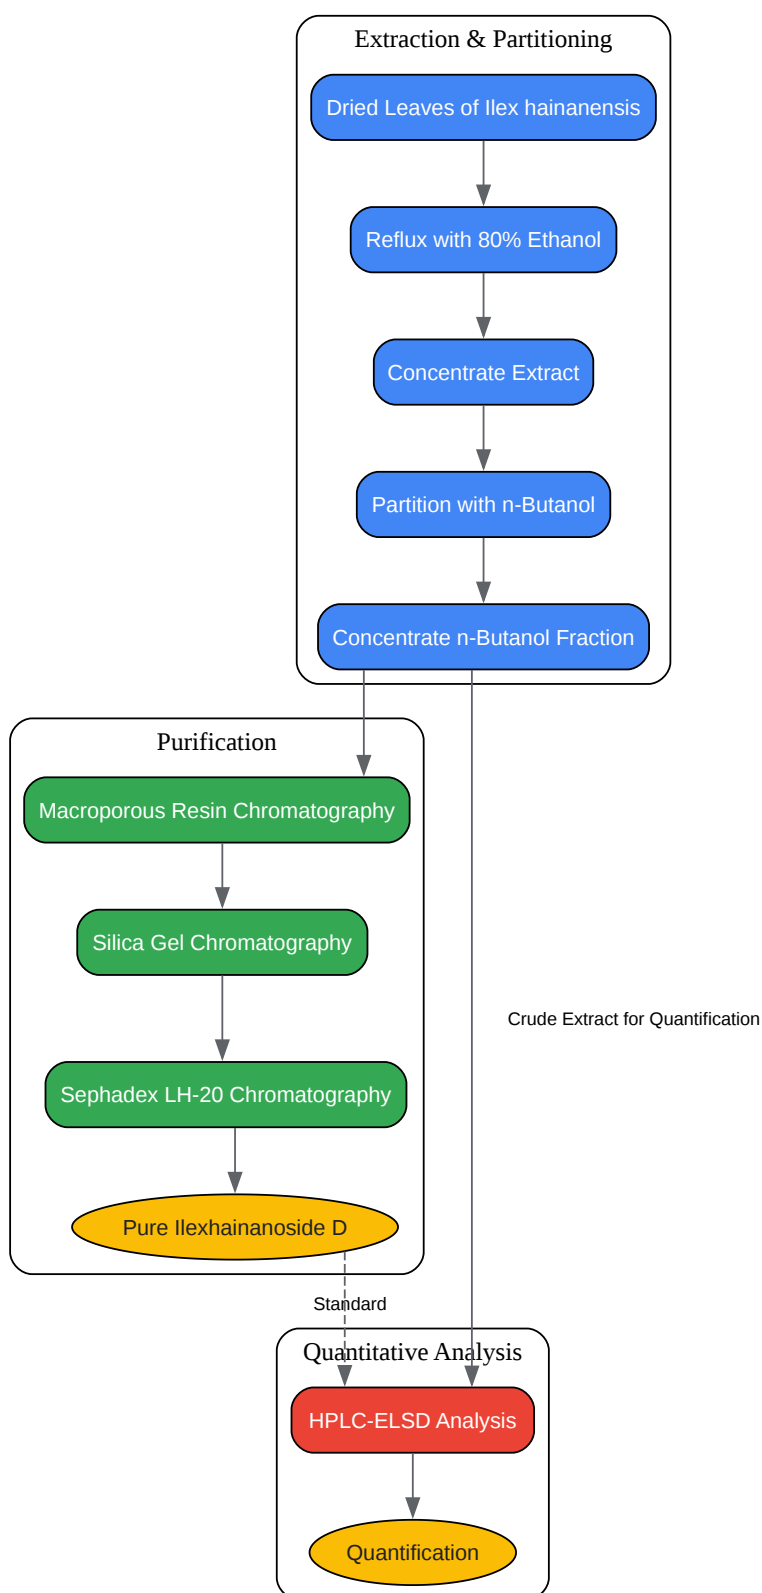 Extraction & Partitioning
Dried Leaves of Ilex hainanensis
Reflux with 80% Ethanol
Concentrate Extract
Partition with n-Butanol
Concentrate n-Butanol Fraction
Purification
Macroporous Resin Chromatography
Silica Gel Chromatography
Crude Extract for Quantification
Sephadex LH-20 Chromatography
Pure Ilexhainanoside D
Standard
Quantitative Analysis
HPLC-ELSD Analysis
Quantification